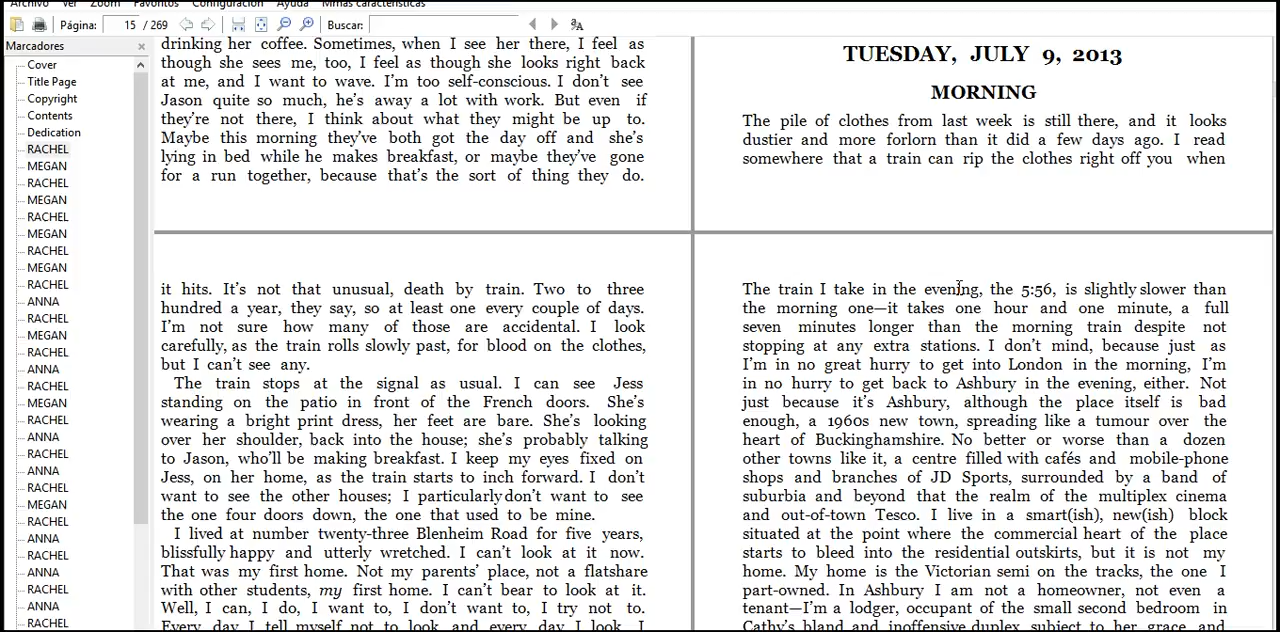 Archivo Ver Zoom Favoritos Configuración Ayuda Mínimas características
Página: 15 / 269 Buscar:
Marcadores
Cover
Title Page
Copyright
Contents
Dedication
RACHEL
MEGAN
RACHEL
MEGAN
RACHEL
MEGAN
RACHEL
MEGAN
RACHEL
ANNA
RACHEL
MEGAN
RACHEL
ANNA
RACHEL
MEGAN
RACHEL
ANNA
RACHEL
ANNA
RACHEL
MEGAN
RACHEL
ANNA
RACHEL
ANNA
RACHEL
ANNA
RACHEL
drinking her coffee. Sometimes, when I see her there, I feel as
though she sees me, too, I feel as though she looks right back
at me, and I want to wave. I'm too self-conscious. I don't see
Jason quite so much, he's away a lot with work. But even if
they're not there, I think about what they might be up to.
Maybe this morning they've both got the day off and she's
lying in bed while he makes breakfast, or maybe they've gone
for a run together, because that's the sort of thing they do.
TUESDAY, JULY 9, 2013
MORNING
The pile of clothes from last week is still there, and it looks
dustier and more forlorn than it did a few days ago. I read
somewhere that a train can rip the clothes right off you when
it hits. It's not that unusual, death by train. Two to three
hundred a year, they say, so at least one every couple of days.
I'm not sure how many of those are accidental. I look
carefully, as the train rolls slowly past, for blood on the clothes,
but I can't see any.
The train stops at the signal as usual. I can see Jess
standing on the patio in front of the French doors. She's
wearing a bright print dress, her feet are bare. She's looking
over her shoulder, back into the house; she's probably talking
to Jason, who'll be making breakfast. I keep my eyes fixed on
Jess, on her home, as the train starts to inch forward. I don't
want to see the other houses; I particularly don't want to see
the one four doors down, the one that used to be mine.
I lived at number twenty-three Blenheim Road for five years,
blissfully happy and utterly wretched. I can't look at it now.
That was my first home. Not my parents' place, not a flatshare
with other students, my first home. I can't bear to look at it.
Well, I can, I do, I want to, I don't want to, I try not to.
Every day I tell myself not to look, and every day I look. I
The train I take in the evening, the 5:56, is slightly slower than
the morning one—it takes one hour and one minute, a full
seven minutes longer than the morning train despite not
stopping at any extra stations. I don't mind, because just as
I'm in no great hurry to get into London in the morning, I'm
in no hurry to get back to Ashbury in the evening, either. Not
just because it's Ashbury, although the place itself is bad
enough, a 1960s new town, spreading like a tumour over the
heart of Buckinghamshire. No better or worse than a dozen
other towns like it, a centre filled with cafés and mobile-phone
shops and branches of JD Sports, surrounded by a band of
suburbia and beyond that the realm of the multiplex cinema
and out-of-town Tesco. I live in a smart(ish), new(ish) block
situated at the point where the commercial heart of the place
starts to bleed into the residential outskirts, but it is not my
home. My home is the Victorian semi on the tracks, the one I
part-owned. In Ashbury I am not a homeowner, not even a
tenant—I'm a lodger, occupant of the small second bedroom in
Cathy's bland and inoffensive duplex, subject to her grace and